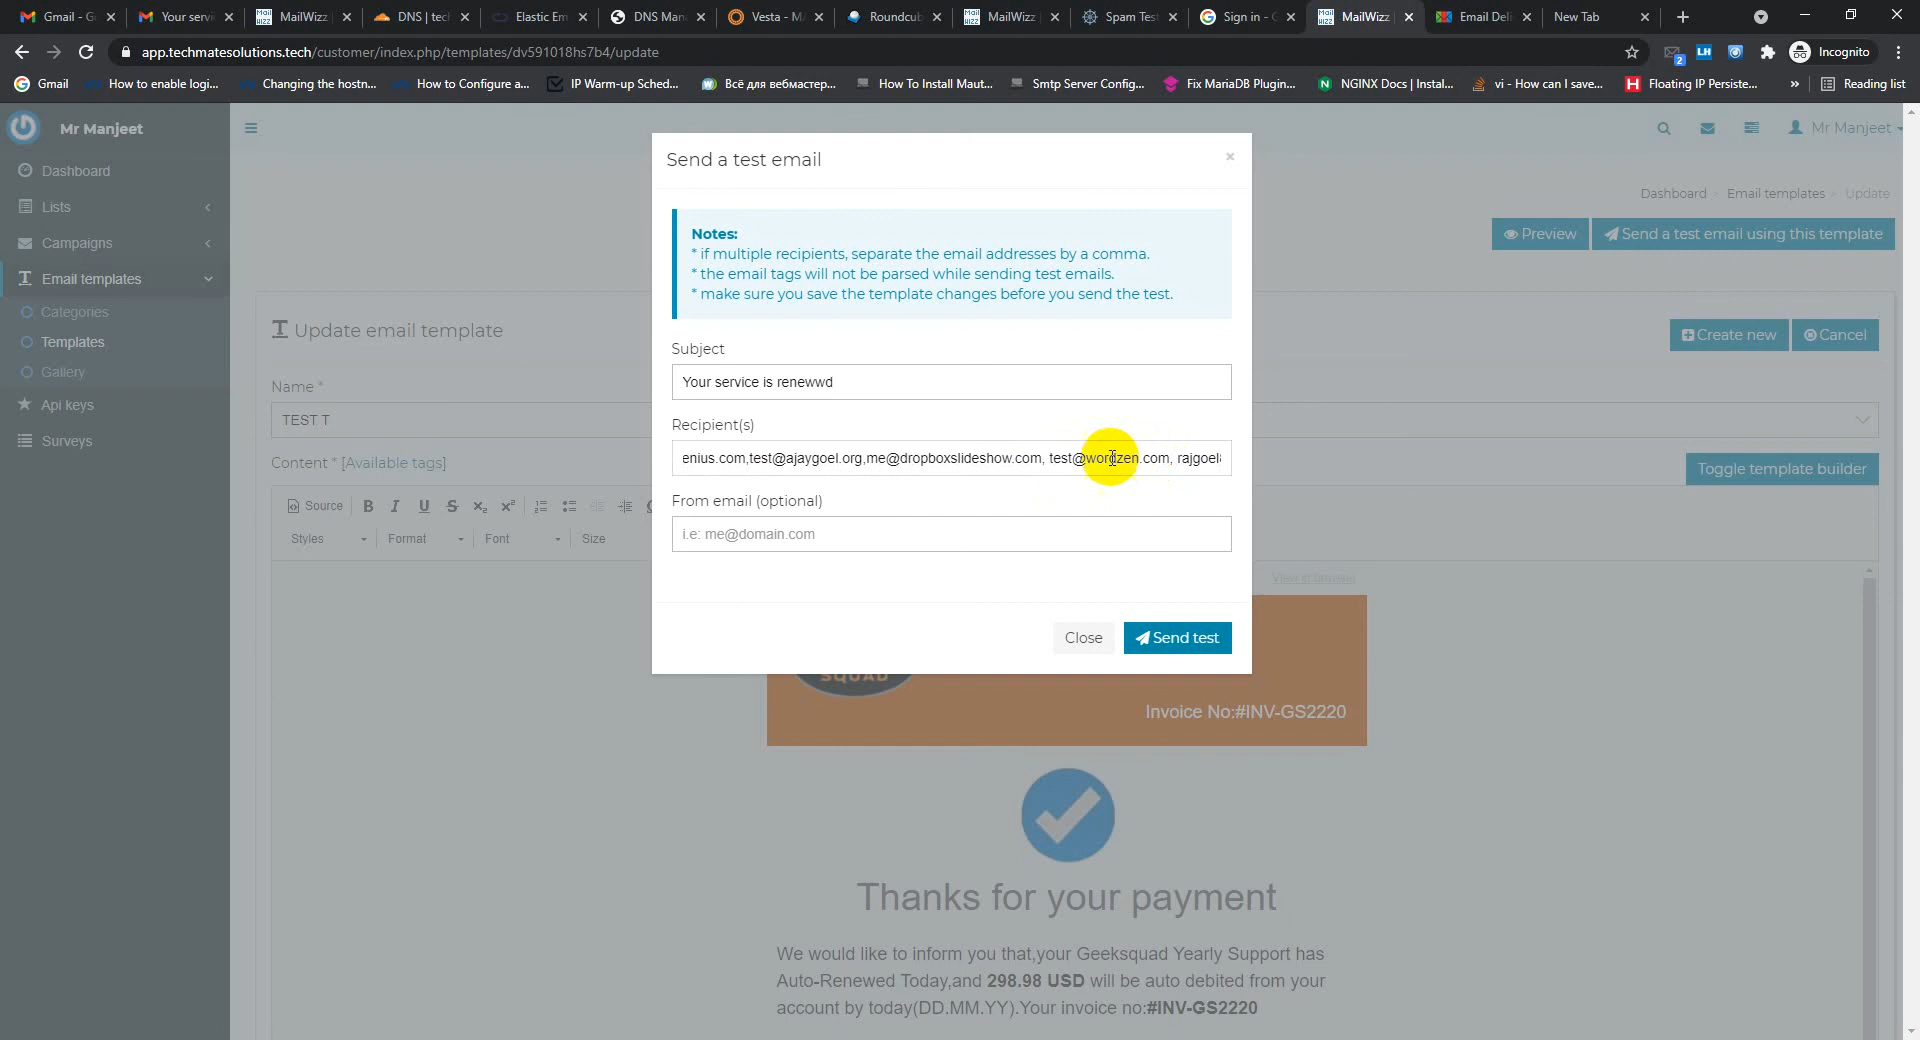 Gmail - G
Your servi
MailWizz
DNS | tec
Elastic Em
DNS Man
Vesta - M
Roundcub
MailWizz
Spam Test
Sign in - G
MailWizz
Email Deli
New Tab
app.techmatesolutions.tech/customer/index.php/templates/dv591018hs7b4/update
2
LH
Incognito
Gmail
How to enable logi...
Changing the hostn...
How to Configure a...
IP Warm-up Sched...
Всё для вебмастер...
How To Install Maut...
Smtp Server Config...
Fix MariaDB Plugin...
NGINX Docs | Instal...
vi - How can I save...
Floating IP Persiste...
»
Reading list
Mr Manjeet
Mr Manjeet
Dashboard
Lists
Campaigns
Email templates
Categories
Templates
Gallery
Api keys
Surveys
Dashboard
Email templates
Update
Preview
Send a test email using this template
Update email template
Create new
Cancel
Name *
TEST T
Content * [Available tags]
Toggle template builder
Source
B I U S
Styles
Format
Font
Size
Send a test email
×
Notes:
* if multiple recipients, separate the email addresses by a comma.
* the email tags will not be parsed while sending test emails.
* make sure you save the template changes before you send the test.
Subject
Your service is renewwd
Recipient(s)
enius.com,test@ajaygoel.org,me@dropboxslideshow.com, test@wordzen.com, rajgoel
From email (optional)
i.e: me@domain.com
Close
Send test
View in browser
SQUAD
Invoice No:#INV-GS2220
Thanks for your payment
We would like to inform you that,your Geeksquad Yearly Support has
Auto-Renewed Today,and 298.98 USD will be auto debited from your
account by today(DD.MM.YY).Your invoice no:#INV-GS2220